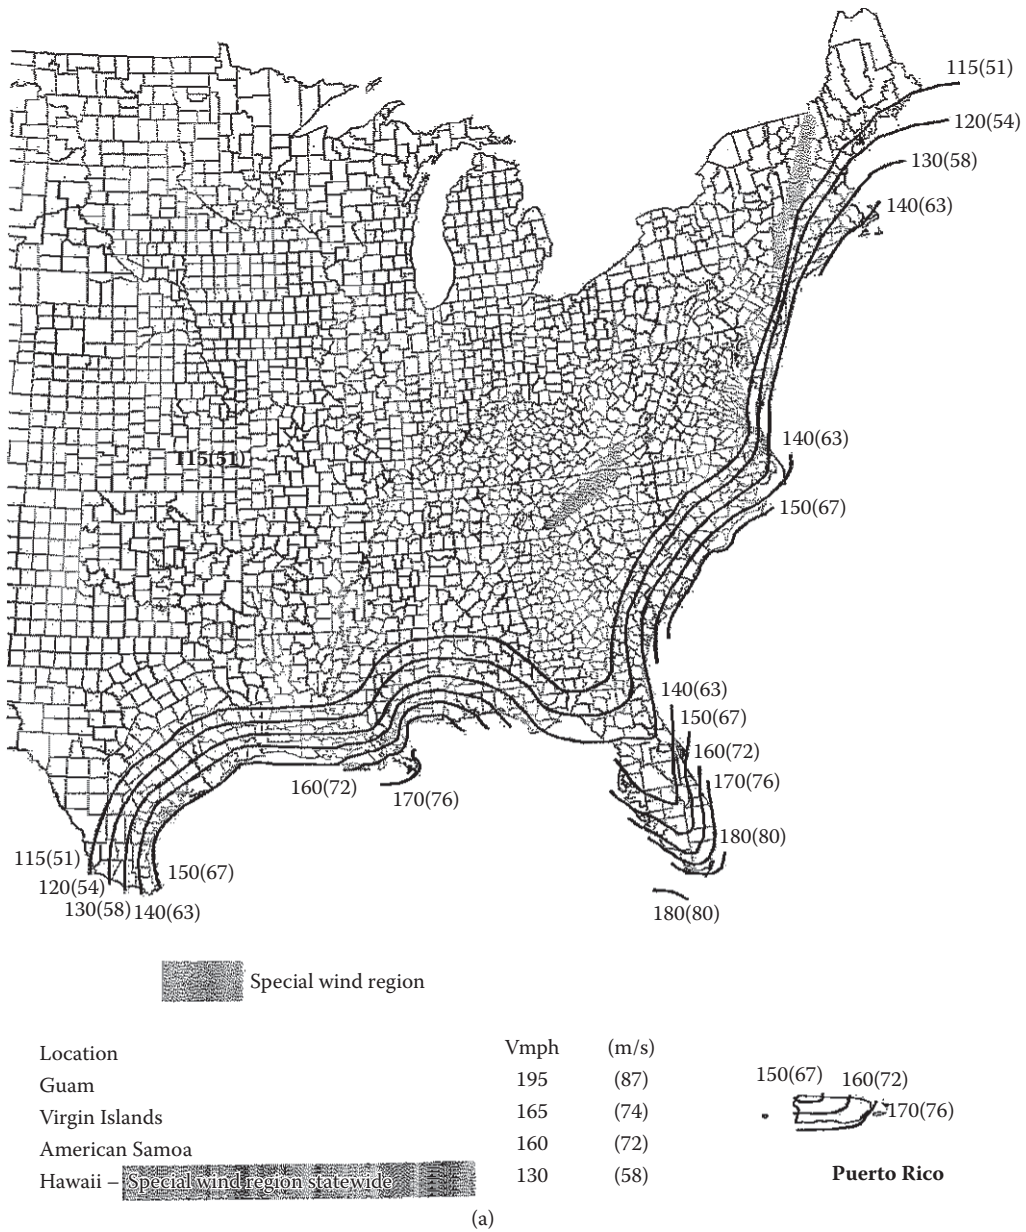 115(51)
120(54)
130(58)
140(63)
140(63)
115(51)
150(67)
140(63)
150(67)
160(72)
170(76)
160(72)
170(76)
180(80)
115(51)
150(67)
120(54)
130(58) 140(63)
180(80)
Special wind region
Location Vmph (m/s)
Guam 195 (87)
Virgin Islands 165 (74)
American Samoa 160 (72)
Hawaii – Special wind region statewide 130 (58)
150(67) 160(72)
170(76)
Puerto Rico
(a)